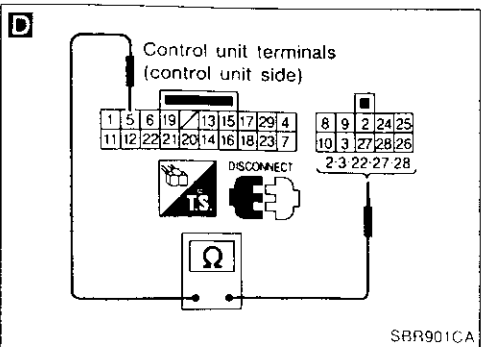 D
Control unit terminals
(control unit side)
1 5 6 19 13 15 17 29 4
11 12 22 21 20 14 16 18 23 7
8 9 2 24 25
10 3 27 28 26
2·3·22·27·28
T.S.
DISCONNECT
Ω
SBR901CA